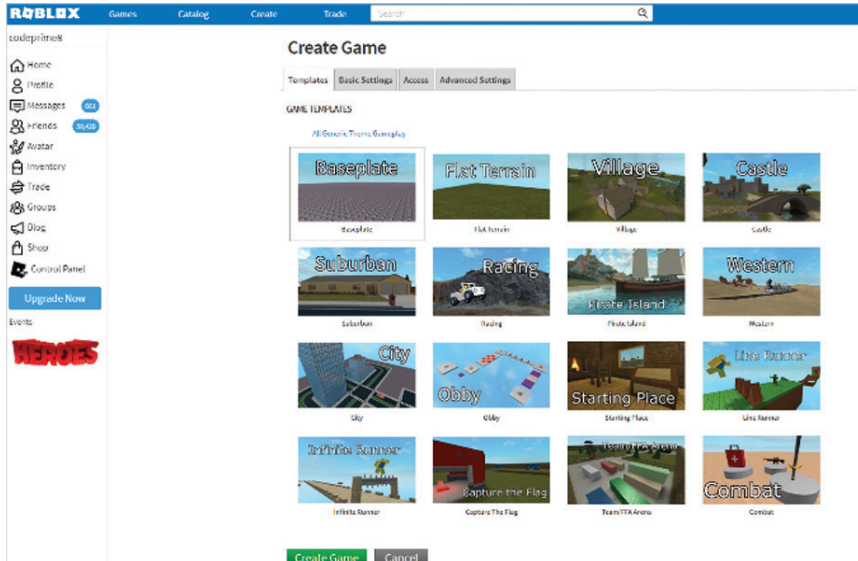 ROBLOX Games Catalog Create Trade Search
codeprime8
Home
Profile
Messages
Friends
Avatar
Inventory
Trade
Groups
Blog
Shop
Control Panel
Upgrade Now
Events
HEROES
Create Game
Templates Basic Settings Access Advanced Settings
GAME TEMPLATES
All Generic Theme Gameplay
Baseplate Flat Terrain Village Castle
Baseplate Flat Terrain Village Castle
Suburban Racing Pirate Island Western
Suburban Racing Pirate Island Western
City Obby Starting Place Line Runner
City Obby Starting Place Line Runner
Infinite Runner Capture the Flag Team/FFA Arena Combat
Infinite Runner Capture The Flag Team/FFA Arena Combat
Create Game Cancel